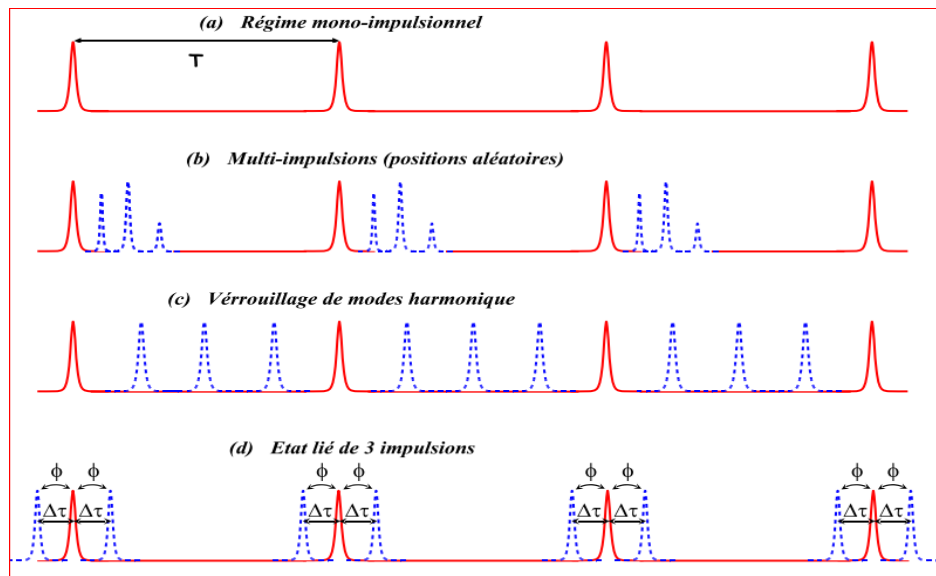 (a) Régime mono-impulsionnel
T
(b) Multi-impulsions (positions aléatoires)
(c) Vérrouillage de modes harmonique
(d) Etat lié de 3 impulsions
ϕ ϕ ϕ ϕ ϕ ϕ ϕ ϕ
Δτ Δτ Δτ Δτ Δτ Δτ Δτ Δτ